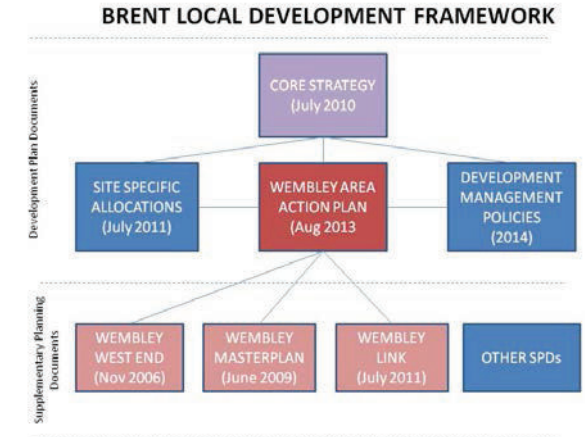 BRENT LOCAL DEVELOPMENT FRAMEWORK
Development Plan Documents
CORE STRATEGY
(July 2010
SITE SPECIFIC
ALLOCATIONS
(July 2011)
WEMBLEY AREA
ACTION PLAN
(Aug 2013
DEVELOPMENT
MANAGEMENT
POLICIES
(2014)
Supplementary Planning
Documents
WEMBLEY
WEST END
(Nov 2006)
WEMBLEY
MASTERPLAN
(June 2009)
WEMBLEY
LINK
(July 2011)
OTHER SPDs